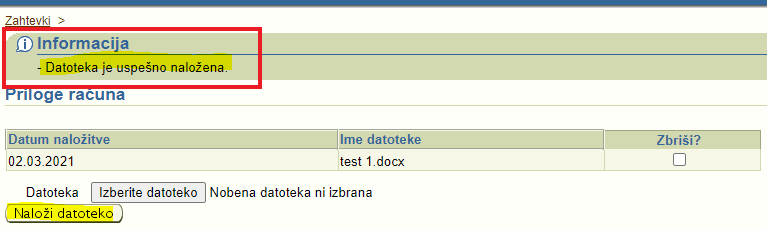 Zahtevki >
Informacija
- Datoteka je uspešno naložena.
Priloge računa
Datum naložitve Ime datoteke Zbriši?
02.03.2021 test 1.docx
Datoteka Izberite datoteko Nobena datoteka ni izbrana
Naloži datoteko